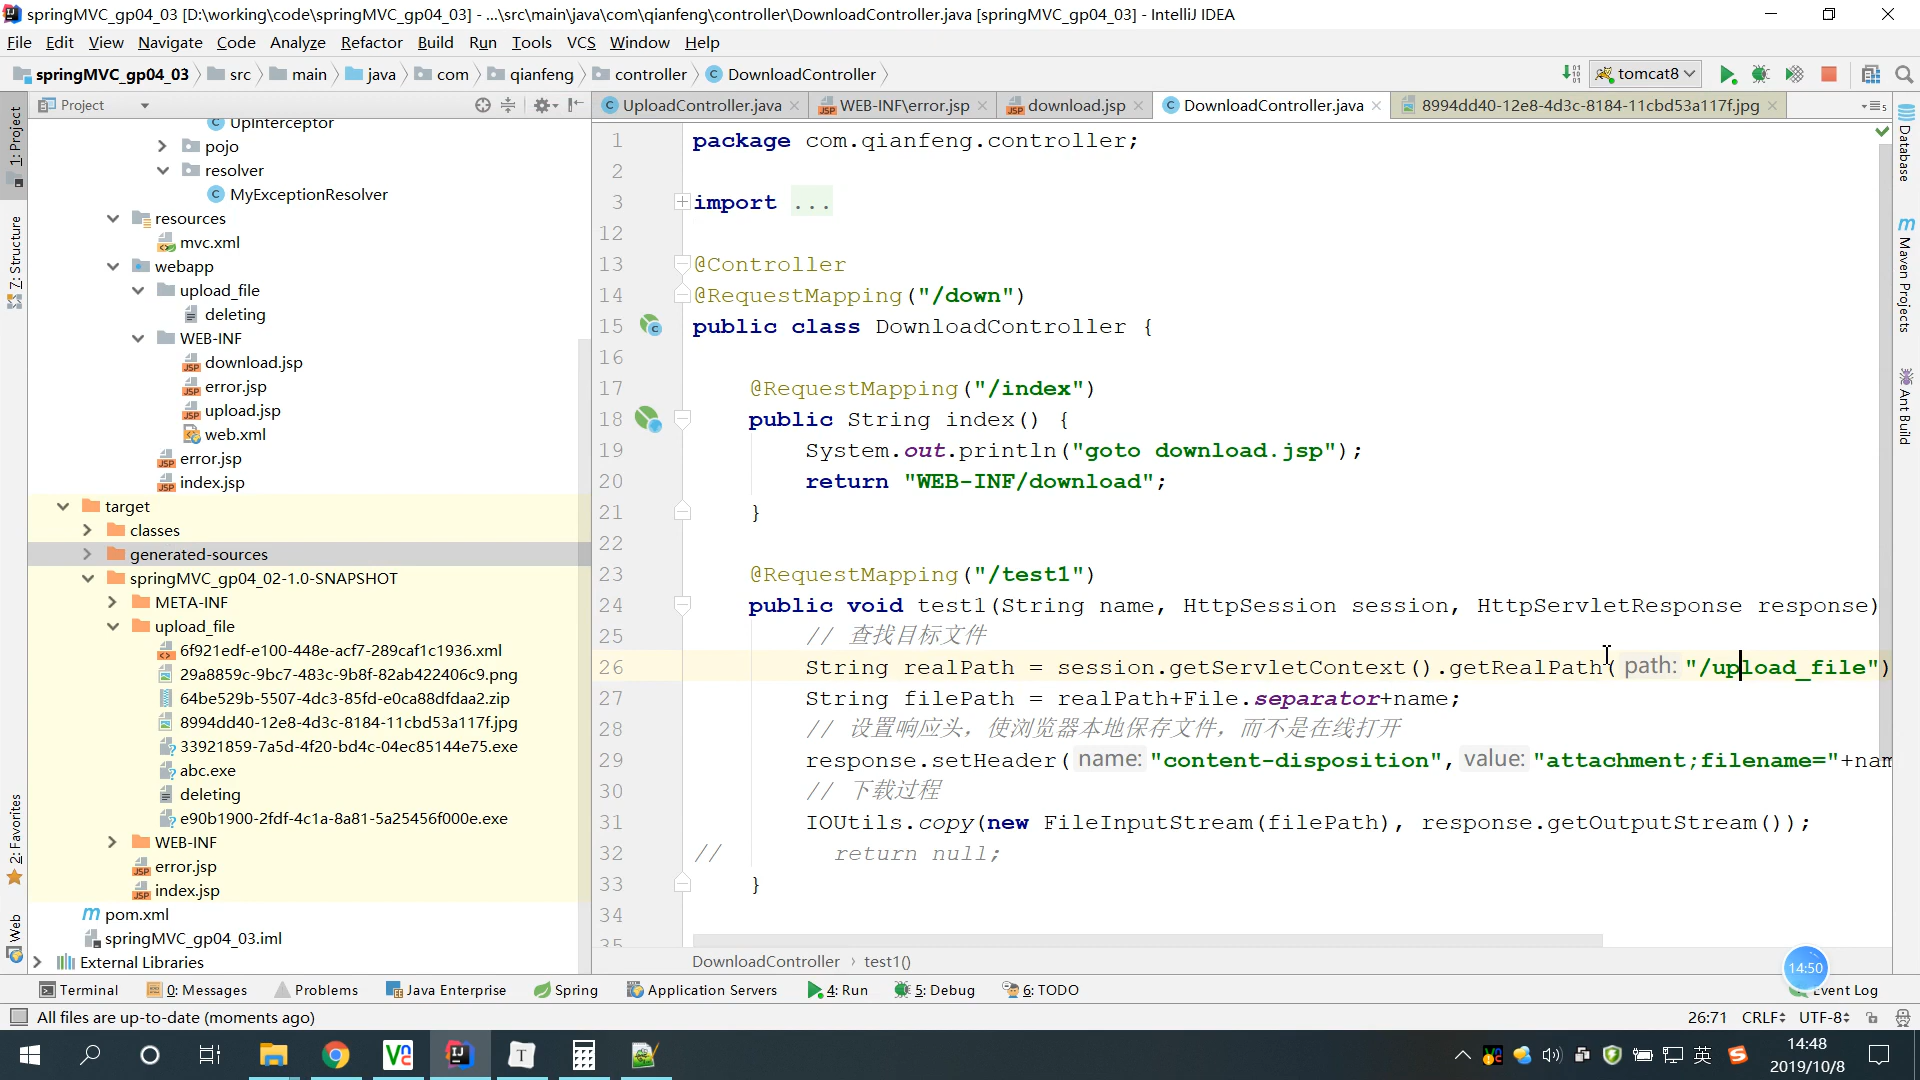 springMVC_gp04_03 [D:\working\code\springMVC_gp04_03] - ...\src\main\java\com\qianfeng\controller\DownloadController.java [springMVC_gp04_03] - IntelliJ IDEA
File Edit View Navigate Code Analyze Refactor Build Run Tools VCS Window Help
springMVC_gp04_03 src main java com qianfeng controller DownloadController
tomcat8
Project
UploadController.java WEB-INF\error.jsp download.jsp DownloadController.java 8994dd40-12e8-4d3c-8184-11cbd53a117f.jpg
5
1: Project
7: Structure
2: Favorites
Web
UpInterceptor
pojo
resolver
MyExceptionResolver
resources
mvc.xml
webapp
upload_file
deleting
WEB-INF
download.jsp
error.jsp
upload.jsp
web.xml
error.jsp
index.jsp
target
classes
generated-sources
springMVC_gp04_02-1.0-SNAPSHOT
META-INF
upload_file
6f921edf-e100-448e-acf7-289caf1c1936.xml
29a8859c-9bc7-483c-9b8f-82ab422406c9.png
64be529b-5507-4dc3-85fd-e0ca88dfdaa2.zip
8994dd40-12e8-4d3c-8184-11cbd53a117f.jpg
33921859-7a5d-4f20-bd4c-04ec85144e75.exe
abc.exe
deleting
e90b1900-2fdf-4c1a-8a81-5a25456f000e.exe
WEB-INF
error.jsp
index.jsp
pom.xml
springMVC_gp04_03.iml
External Libraries
1 package com.qianfeng.controller;
2
3 import ...
12
13 @Controller
14 @RequestMapping("/down")
15 public class DownloadController {
16
17 @RequestMapping("/index")
18 public String index() {
19 System.out.println("goto download.jsp");
20 return "WEB-INF/download";
21 }
22
23 @RequestMapping("/test1")
24 public void test1(String name, HttpSession session, HttpServletResponse response)
25 // 查找目标文件
26 String realPath = session.getServletContext().getRealPath( path: "/upload_file")
27 String filePath = realPath+File.separator+name;
28 // 设置响应头，使浏览器本地保存文件，而不是在线打开
29 response.setHeader( name: "content-disposition", value: "attachment;filename="+nam
30 // 下载过程
31 IOUtils.copy(new FileInputStream(filePath), response.getOutputStream());
32 // return null;
33 }
34
35
Database
Maven Projects
Ant Build
DownloadController › test1()
14:50
Terminal 0: Messages Problems Java Enterprise Spring Application Servers 4: Run 5: Debug 6: TODO Event Log
All files are up-to-date (moments ago)
26:71 CRLF UTF-8
英
14:48
2019/10/8